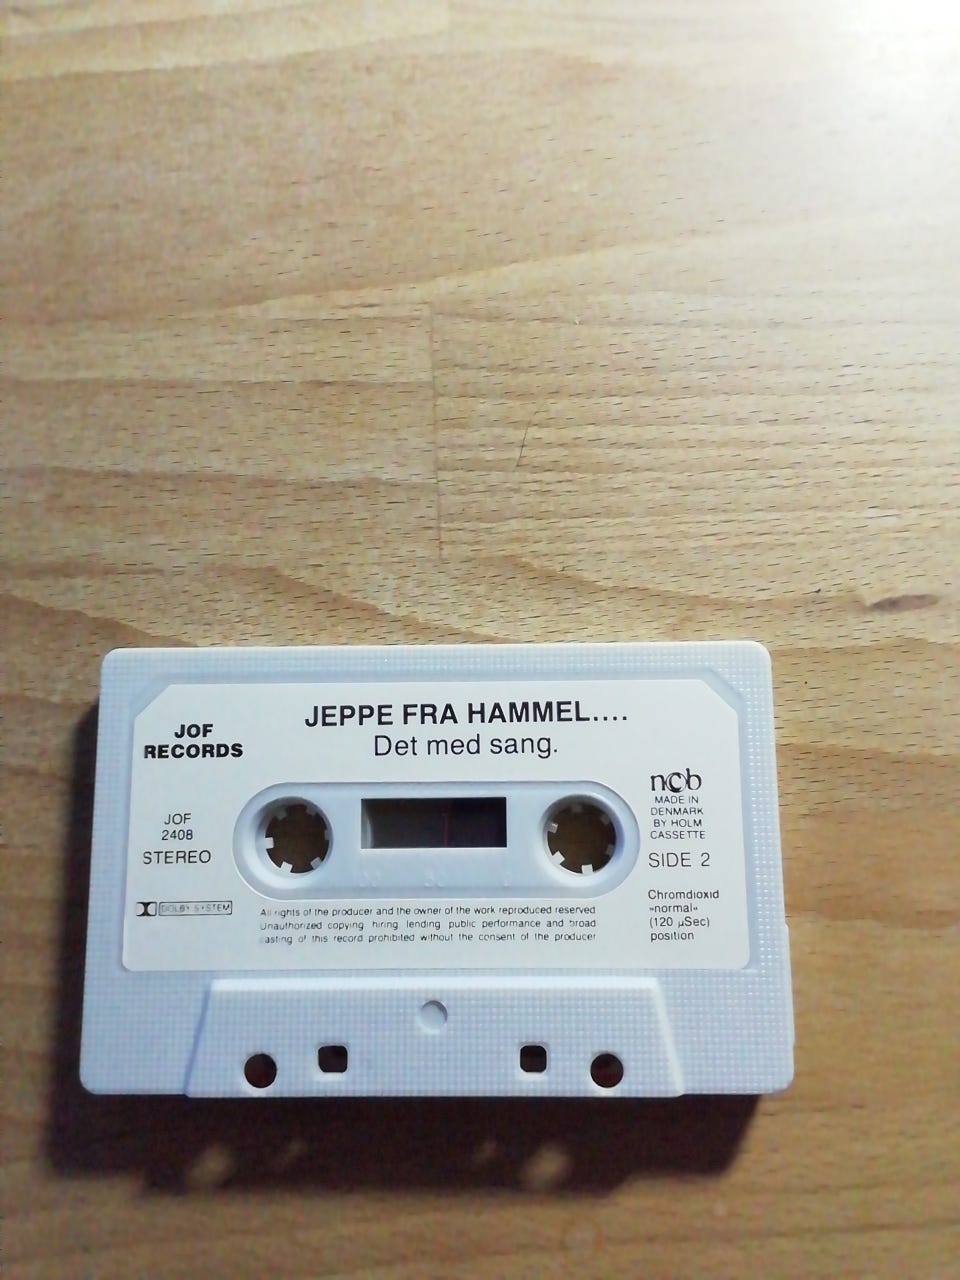 JEPPE FRA HAMMEL....
Det med sang.
JOF
RECORDS
JOF
2408
STEREO
DOLBY SYSTEM
ncb
MADE IN
DENMARK
BY HOLM
CASSETTE
SIDE 2
Chromdioxid
»normal«
(120 µSec)
position
All rights of the producer and the owner of the work reproduced reserved
Unauthorized copying hiring lending public performance and broad
casting of this record prohibited without the consent of the producer